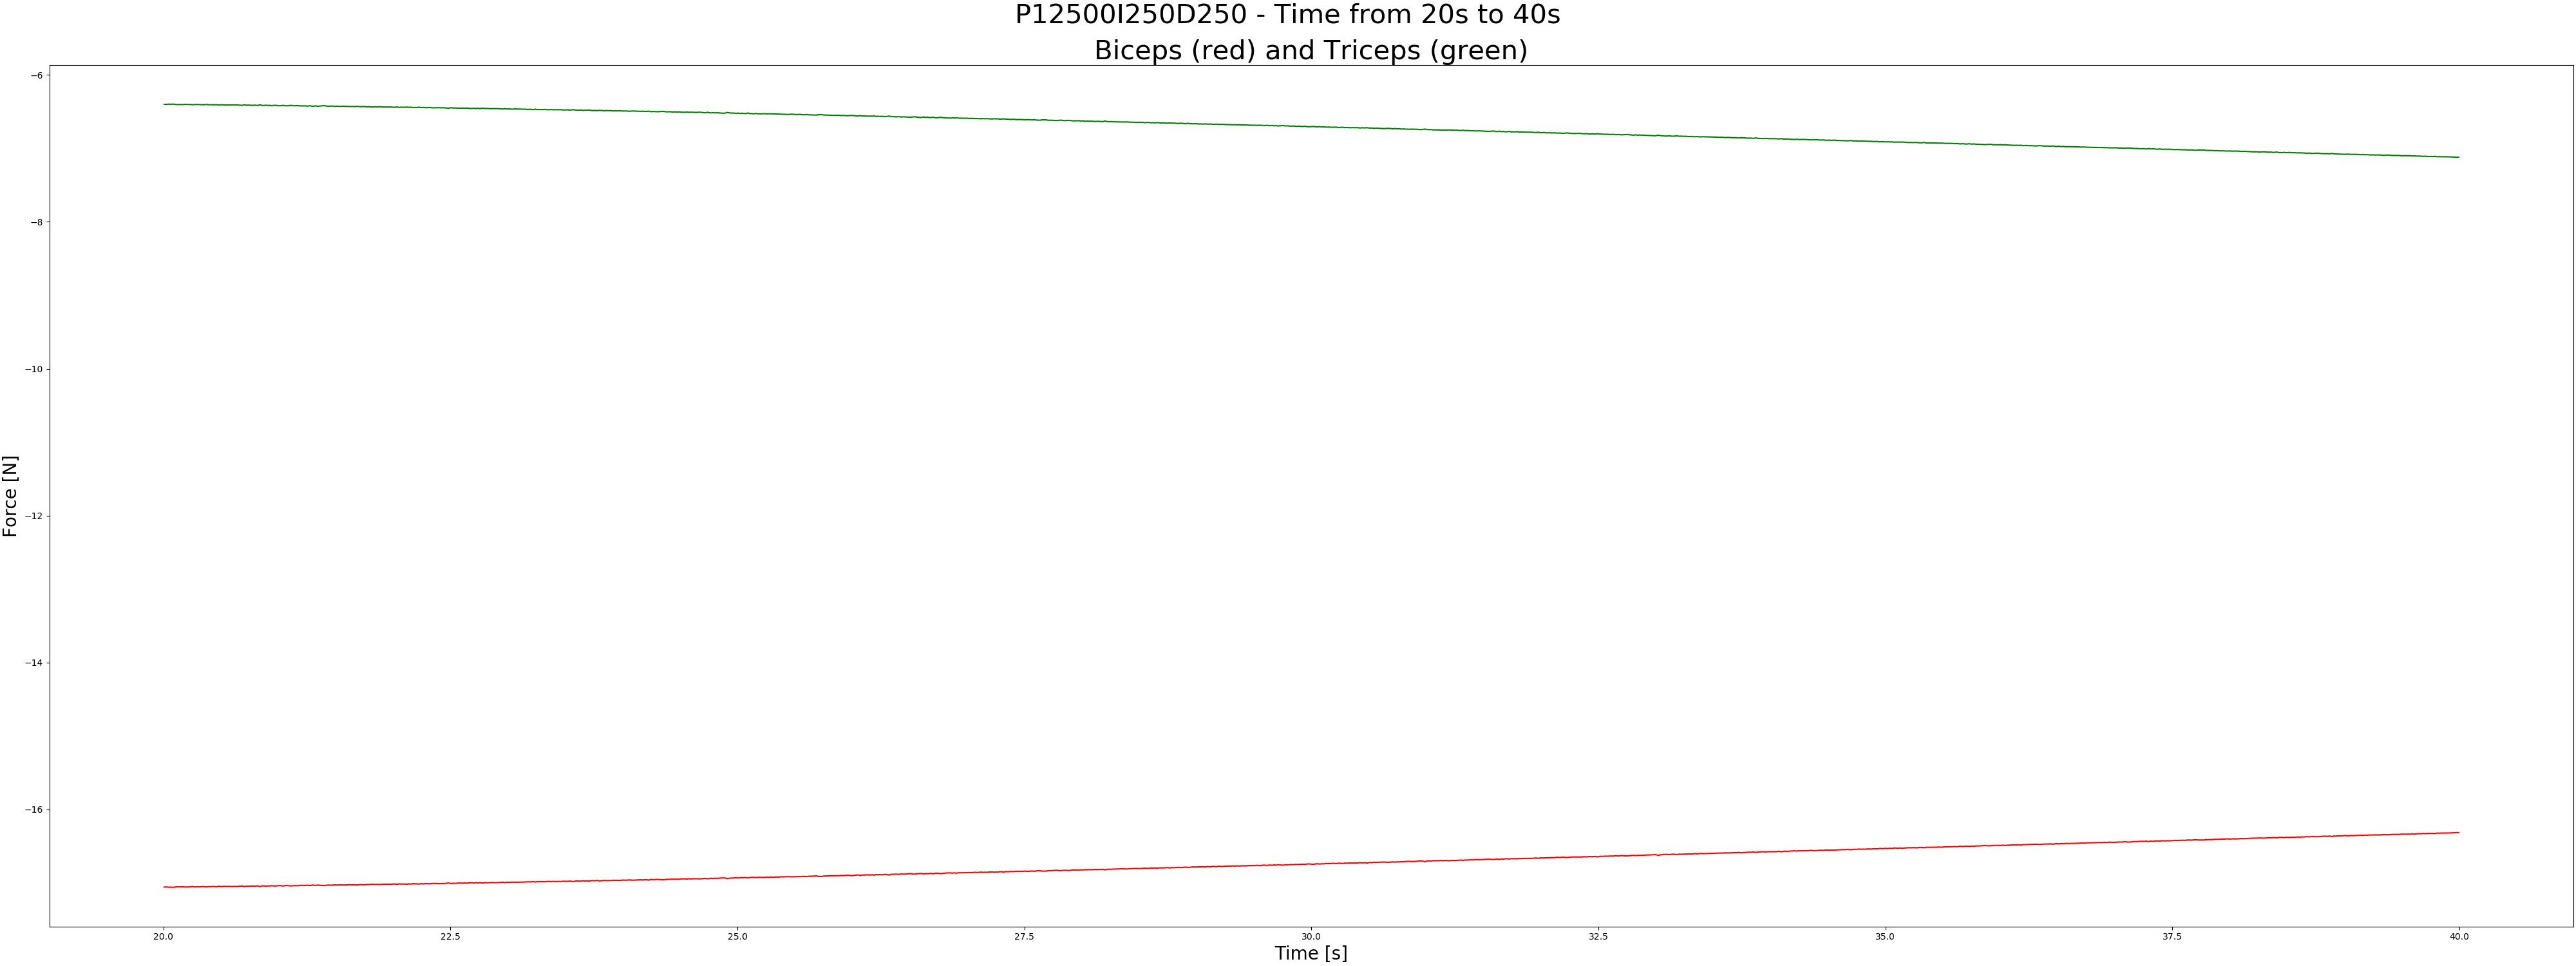 P12500I250D250 - Time from 20s to 40s
Biceps (red) and Triceps (green)
−6
−8
−10
−12
−14
−16
Force [N]
20.0 22.5 25.0 27.5 30.0 32.5 35.0 37.5 40.0
Time [s]